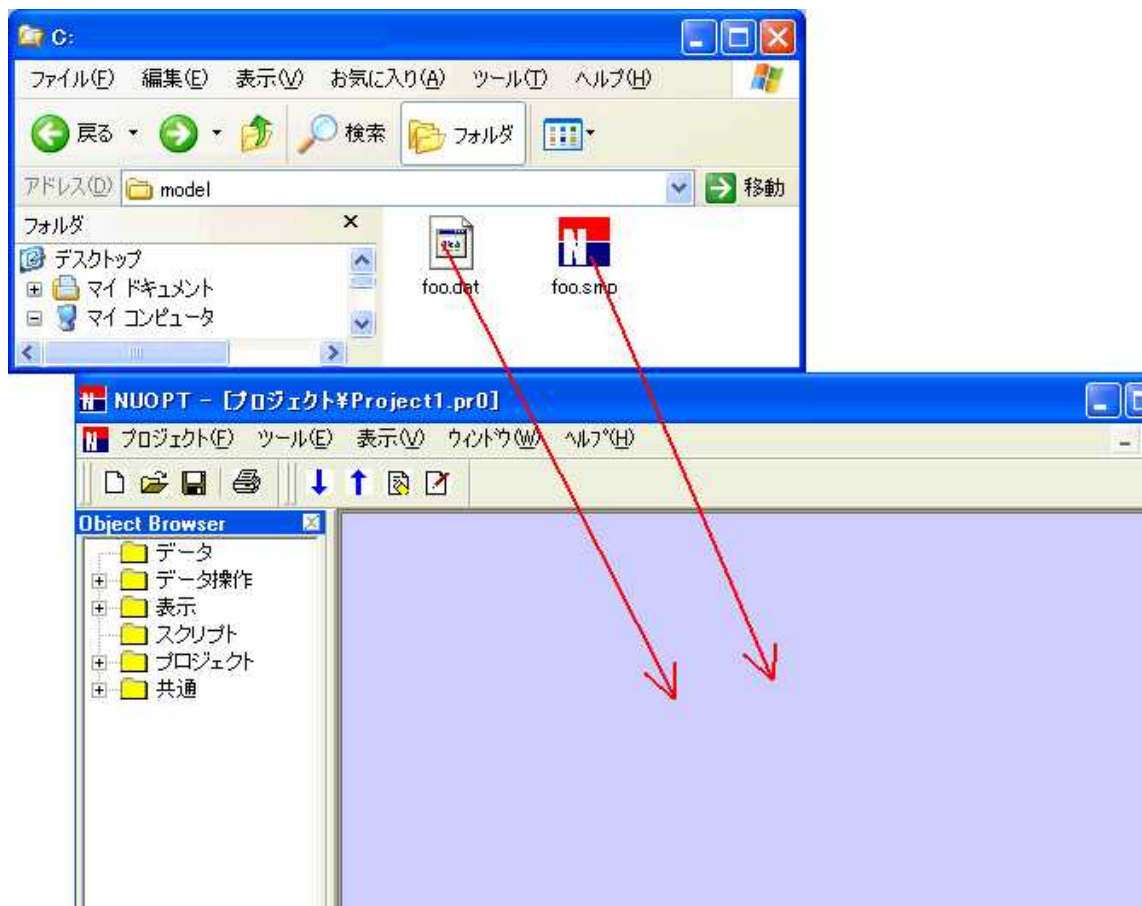 C:
ファイル(F) 編集(E) 表示(V) お気に入り(A) ツール(T) ヘルプ(H)
戻る 検索 フォルダ
アドレス(D) model 移動
フォルダ ×
デスクトップ
マイ ドキュメント
マイ コンピュータ
foo.dat foo.smp
NUOPT - [プロジェクト¥Project1.pr0]
プロジェクト(F) ツール(E) 表示(V) ウィンドウ(W) ヘルプ(H)
Object Browser
データ
データ操作
表示
スクリプト
プロジェクト
共通